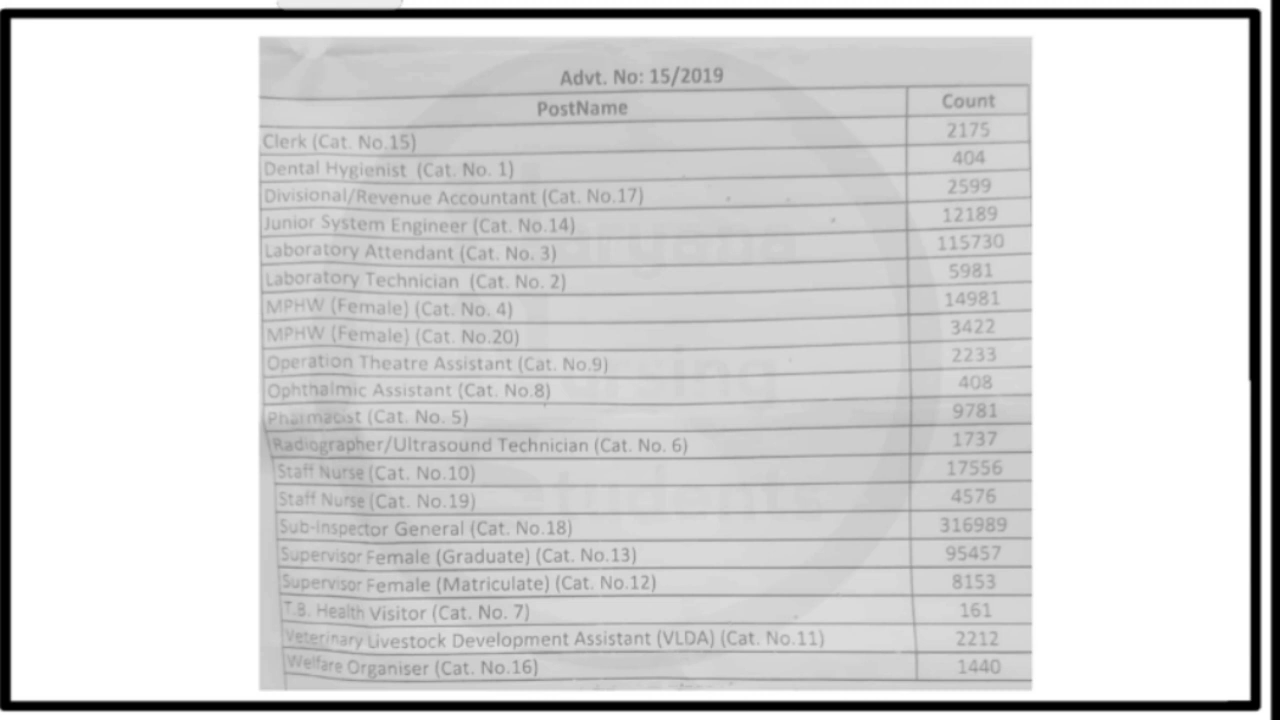 Advt. No: 15/2019
PostName Count
Clerk (Cat. No.15) 2175
Dental Hygienist (Cat. No. 1) 404
Divisional/Revenue Accountant (Cat. No.17) 2599
Junior System Engineer (Cat. No.14) 12189
Laboratory Attendant (Cat. No. 3) 115730
Laboratory Technician (Cat. No. 2) 5981
MPHW (Female) (Cat. No. 4) 14981
MPHW (Female) (Cat. No.20) 3422
Operation Theatre Assistant (Cat. No.9) 2233
Ophthalmic Assistant (Cat. No.8) 408
Pharmacist (Cat. No. 5) 9781
Radiographer/Ultrasound Technician (Cat. No. 6) 1737
Staff Nurse (Cat. No.10) 17556
Staff Nurse (Cat. No.19) 4576
Sub-Inspector General (Cat. No.18) 316989
Supervisor Female (Graduate) (Cat. No.13) 95457
Supervisor Female (Matriculate) (Cat. No.12) 8153
T.B. Health Visitor (Cat. No. 7) 161
Veterinary Livestock Development Assistant (VLDA) (Cat. No.11) 2212
Welfare Organiser (Cat. No.16) 1440
Haryana
Nursing
Students